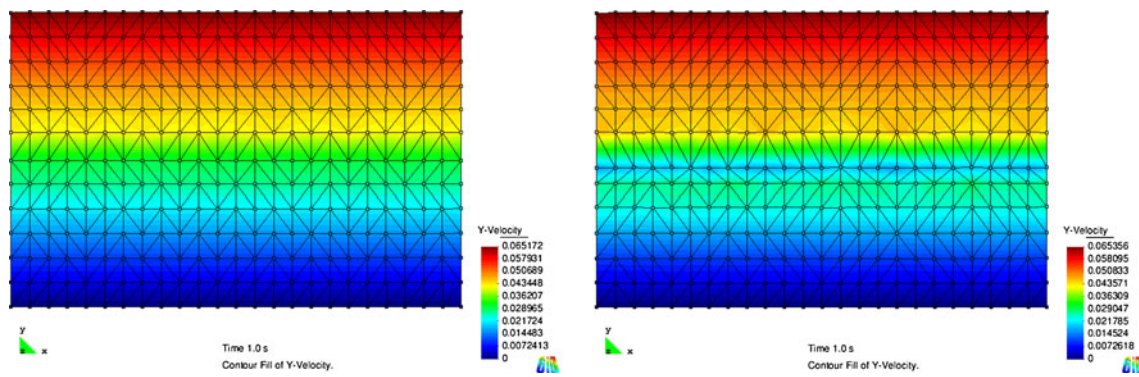 Y-Velocity
0.065172
0.057931
0.050689
0.043448
0.036207
0.028965
0.021724
0.014483
0.0072413
0
y
z x
Time 1.0 s
Contour Fill of Y-Velocity.
GiD
Y-Velocity
0.065356
0.058095
0.050833
0.043571
0.036309
0.029047
0.021785
0.014524
0.0072618
0
y
z x
Time 1.0 s
Contour Fill of Y-Velocity.
GiD